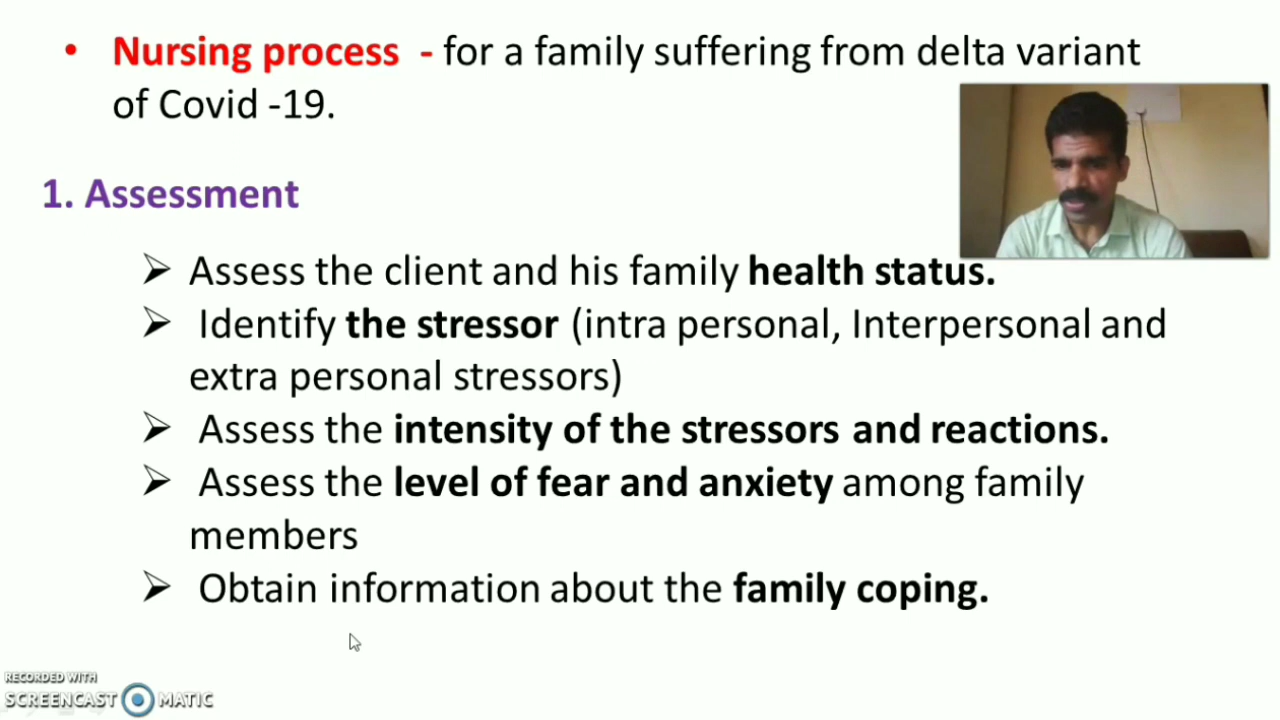 • Nursing process - for a family suffering from delta variant
of Covid -19.
1. Assessment
➢ Assess the client and his family health status.
➢ Identify the stressor (intra personal, Interpersonal and
extra personal stressors)
➢ Assess the intensity of the stressors and reactions.
➢ Assess the level of fear and anxiety among family
members
➢ Obtain information about the family coping.
RECORDED WITH
SCREENCAST MATIC